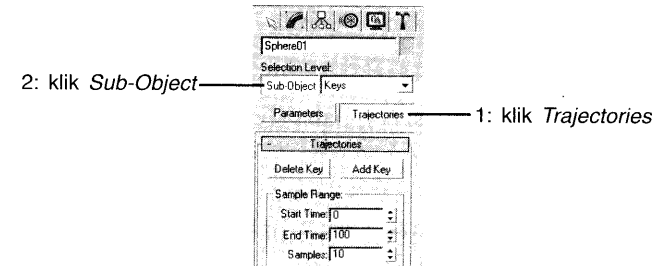 Sphere01
Selection Level:
2: klik Sub-Object
Sub-Object Keys
Parameters Trajectories
1: klik Trajectories
- Trajectories
Delete Key Add Key
Sample Range:
Start Time: 0
End Time: 100
Samples: 10